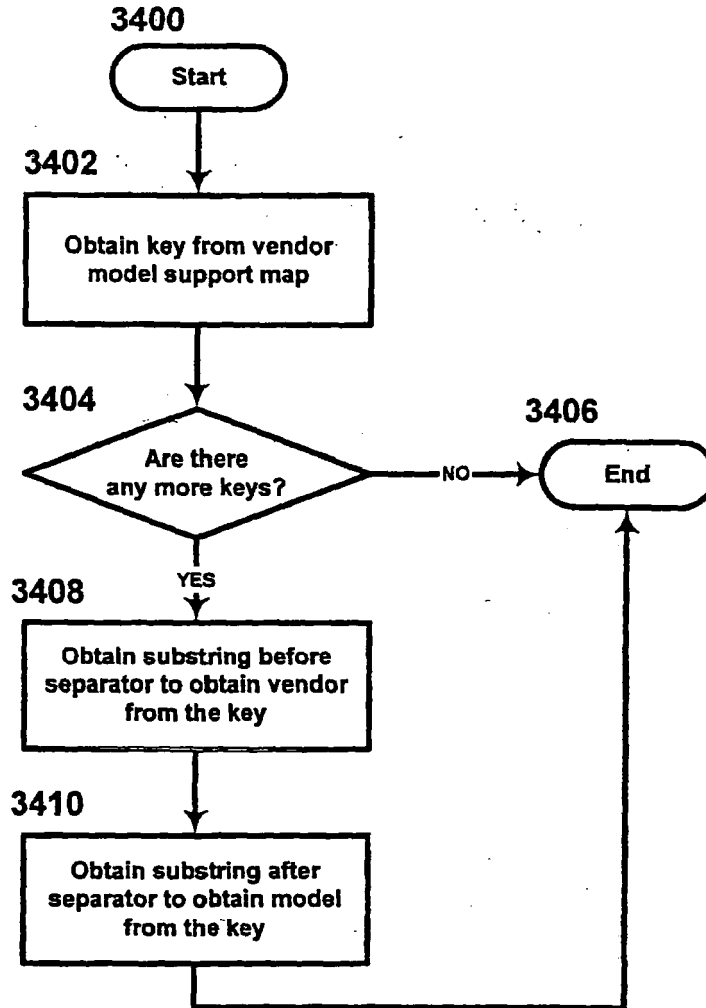 3400
Start
3402
Obtain key from vendor
model support map
3404
Are there
any more keys?
NO
3406
End
YES
3408
Obtain substring before
separator to obtain vendor
from the key
3410
Obtain substring after
separator to obtain model
from the key